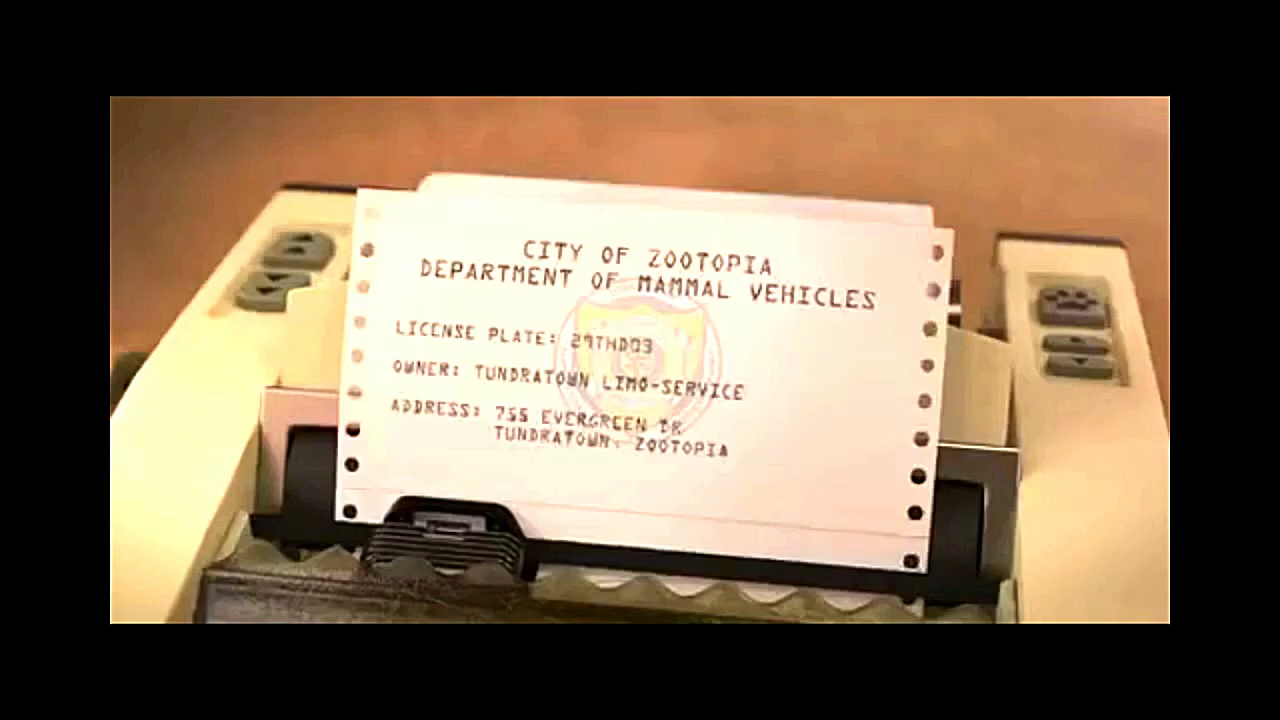 CITY OF ZOOTOPIA
DEPARTMENT OF MAMMAL VEHICLES
LICENSE PLATE: 29THD03
OWNER: TUNDRATOWN LIMO-SERVICE
ADDRESS: 755 EVERGREEN DR
TUNDRATOWN, ZOOTOPIA